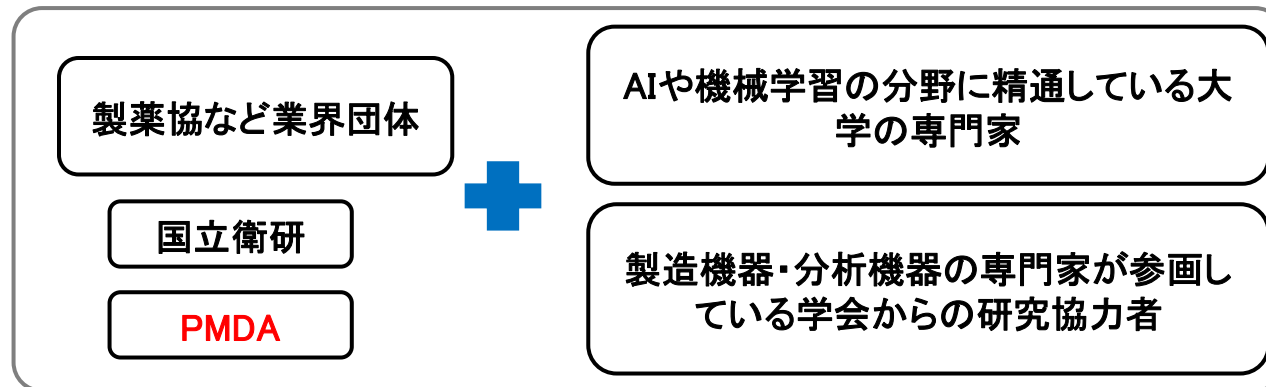 製薬協など業界団体
国立衛研
PMDA
AIや機械学習の分野に精通している大
学の専門家
製造機器・分析機器の専門家が参画し
ている学会からの研究協力者